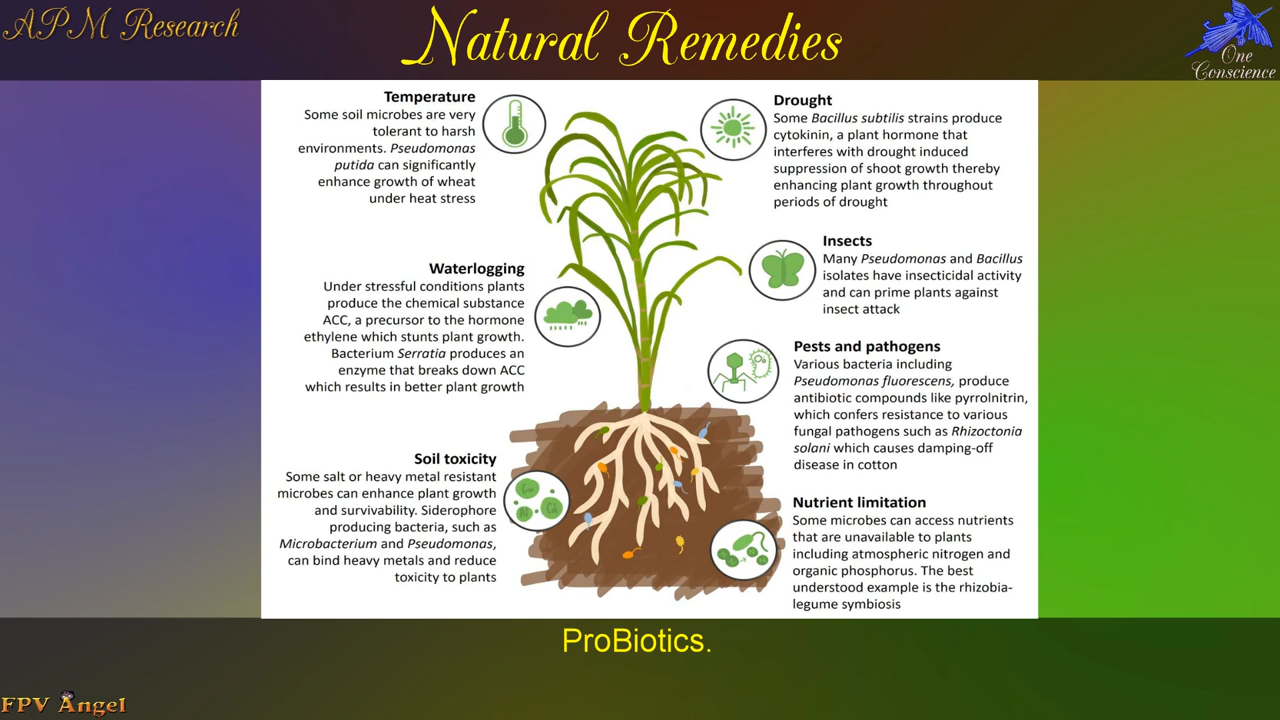 APM Research
Natural Remedies
One
Conscience
Temperature
Some soil microbes are very
tolerant to harsh
environments. Pseudomonas
putida can significantly
enhance growth of wheat
under heat stress
Waterlogging
Under stressful conditions plants
produce the chemical substance
ACC, a precursor to the hormone
ethylene which stunts plant growth.
Bacterium Serratia produces an
enzyme that breaks down ACC
which results in better plant growth
Soil toxicity
Some salt or heavy metal resistant
microbes can enhance plant growth
and survivability. Siderophore
producing bacteria, such as
Microbacterium and Pseudomonas,
can bind heavy metals and reduce
toxicity to plants
Drought
Some Bacillus subtilis strains produce
cytokinin, a plant hormone that
interferes with drought induced
suppression of shoot growth thereby
enhancing plant growth throughout
periods of drought
Insects
Many Pseudomonas and Bacillus
isolates have insecticidal activity
and can prime plants against
insect attack
Pests and pathogens
Various bacteria including
Pseudomonas fluorescens, produce
antibiotic compounds like pyrrolnitrin,
which confers resistance to various
fungal pathogens such as Rhizoctonia
solani which causes damping-off
disease in cotton
Nutrient limitation
Some microbes can access nutrients
that are unavailable to plants
including atmospheric nitrogen and
organic phosphorus. The best
understood example is the rhizobia-
legume symbiosis
ProBiotics.
FPV Angel